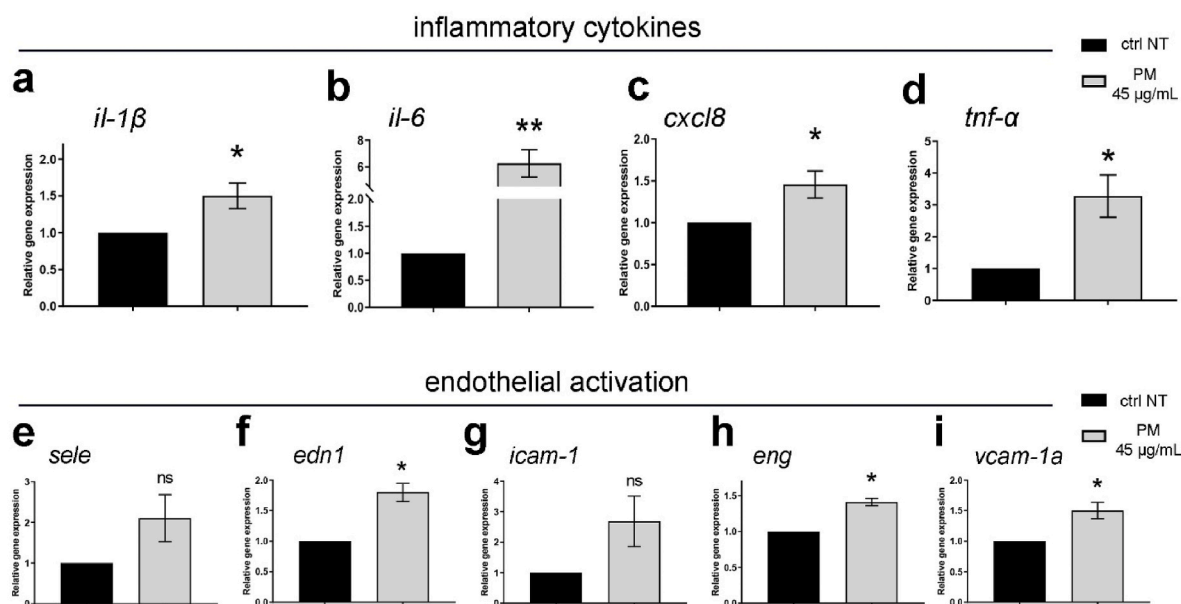 inflammatory cytokines
ctrl NT
PM
45 µg/mL
a
il-1β
Relative gene expression
2.0
1.5
1.0
0.5
0.0
*
b
il-6
Relative gene expression
8
6
4
2.0
1.5
1.0
0.5
0.0
**
c
cxcl8
Relative gene expression
2.0
1.5
1.0
0.5
0.0
*
d
tnf-α
Relative gene expression
5
4
3
2
1
0
*
endothelial activation
ctrl NT
PM
45 µg/mL
e
sele
Relative gene expression
3
2
1
0
ns
f
edn1
Relative gene expression
2.0
1.5
1.0
0.5
0.0
*
g
icam-1
Relative gene expression
4
3
2
1
0
ns
h
eng
Relative gene expression
1.5
1.0
0.5
0.0
*
i
vcam-1a
Relative gene expression
2.0
1.5
1.0
0.5
0.0
*